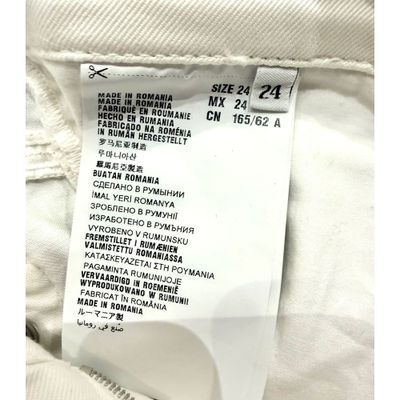 SIZE 24
MX 24
CN 165/62 A
24
MADE IN ROMANIA
MADE IN ROMANIA
FABRIQUÉ EN ROUMANIE
HECHO EN RUMANIA
FABRICADO NA ROMÉNIA
IN RUMÄN HERGESTELLT
罗马尼亚制造
루마니아산
羅馬尼亞製造
BUATAN ROMANIA
СДЕЛАНО В РУМЫНИИ
İMAL YERİ ROMANYA
ЗРОБЛЕНО В РУМУНІЇ
ИЗРАБОТЕНО В РУМЪНИЯ
VYROBENO V RUMUNSKU
FREMSTILLET I RUMÆNIEN
VALMISTETTU ROMANIASSA
ΚΑΤΑΣΚΕΥΑΖΕΤΑΙ ΣΤΗ ΡΟΥΜΑΝΙΑ
PAGAMINTA RUMUNIJOJE
VERVAARDIGD IN ROEMENIË
WYPRODUKOWANO W RUMUNII
FABRICAT ÎN ROMÂNIA
MADE IN ROMANIA
ルーマニア製
صنع في رومانيا